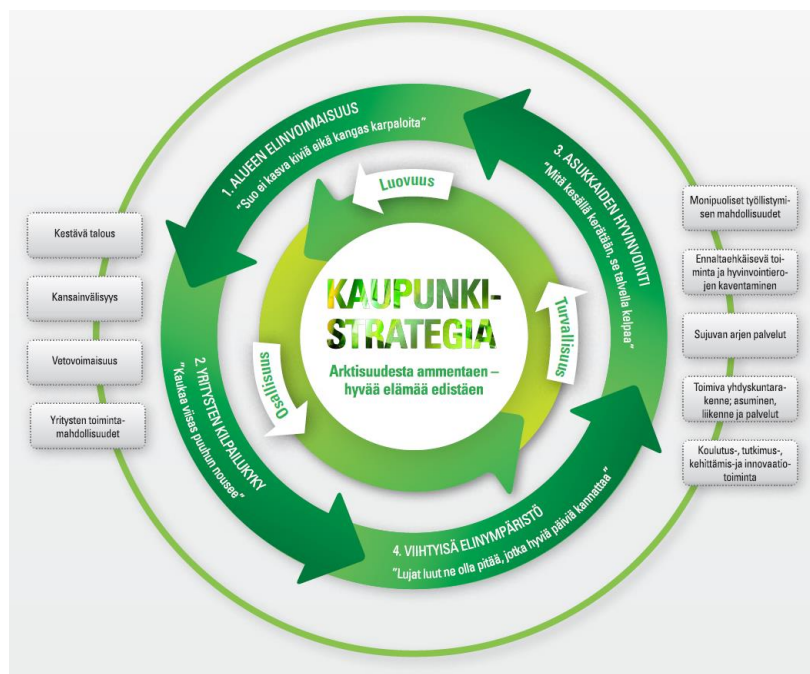 KAUPUNKI-
STRATEGIA
Arktisuudesta ammentaen –
hyvää elämää edistäen
Luovuus
Osallisuus
Turvallisuus
1. ALUEEN ELINVOIMAISUUS
"Suo ei kasva kiviä eikä kangas karpaloita"
2. YRITYSTEN KILPAILUKYKY
"Kaukaa viisas puuhun nousee"
3. ASUKKAIDEN HYVINVOINTI
"Mitä kesällä kerätään, se talvella kelpaa"
4. VIIHTYISÄ ELINYMPÄRISTÖ
"Lujat luut ne olla pitää, jotka hyviä päiviä kannattaa"
Kestävä talous
Kansainvälisyys
Vetovoimaisuus
Yritysten toiminta-
mahdollisuudet
Monipuoliset työllistymi-
sen mahdollisuudet
Ennaltaehkäisevä toi-
minta ja hyvinvointiero-
jen kaventaminen
Sujuvan arjen palvelut
Toimiva yhdyskuntara-
kenne; asuminen,
liikenne ja palvelut
Koulutus-, tutkimus-,
kehittämis-ja innovaatio-
toiminta